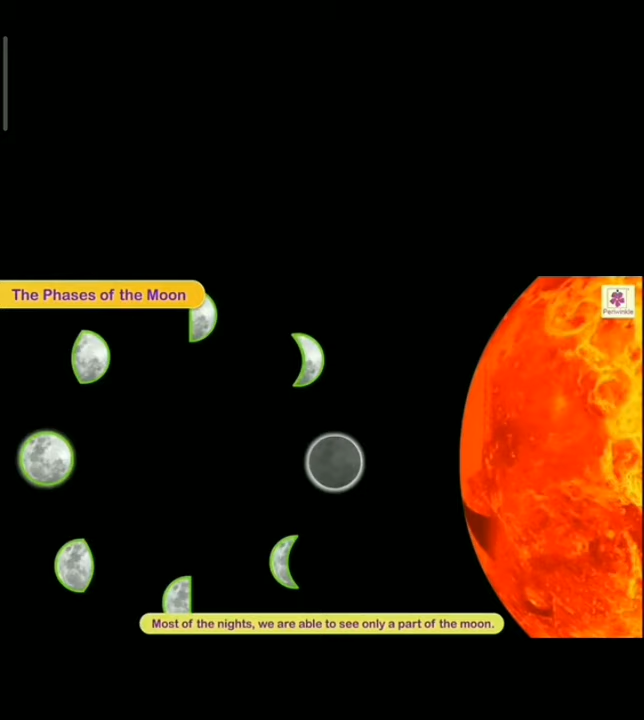 The Phases of the Moon
Periwinkle
Most of the nights, we are able to see only a part of the moon.